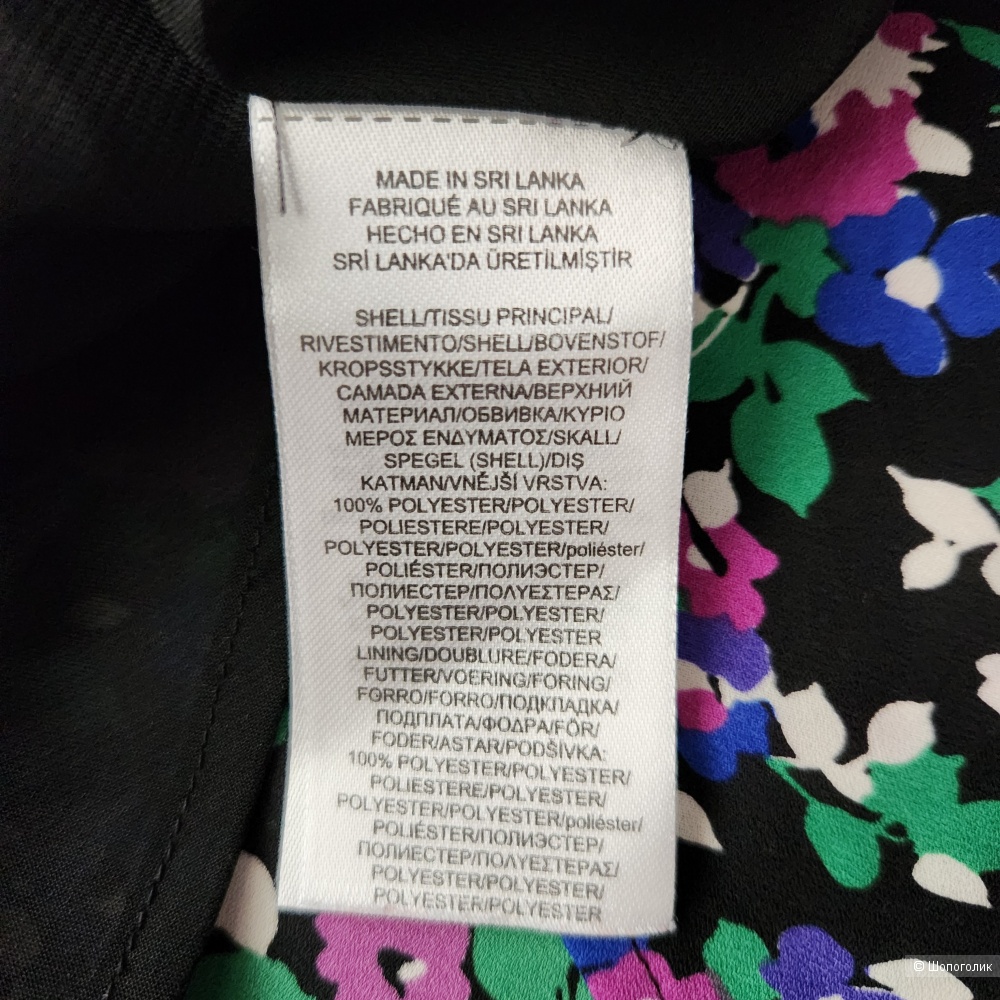 MADE IN SRI LANKA
FABRIQUÉ AU SRI LANKA
HECHO EN SRI LANKA
SRİ LANKA'DA ÜRETİLMİŞTİR
SHELL/TISSU PRINCIPAL/
RIVESTIMENTO/SHELL/BOVENSTOF/
KROPSSTYKKE/TELA EXTERIOR/
CAMADA EXTERNA/ВЕРХНИЙ
МАТЕРИАЛ/ОБВИВКА/ΚΥΡΙΟ
ΜΕΡΟΣ ΕΝΔΥΜΑΤΟΣ/SKALL/
SPEGEL (SHELL)/DIŞ
KATMAN/VNĚJŠÍ VRSTVA:
100% POLYESTER/POLYESTER/
POLIESTERE/POLYESTER/
POLYESTER/POLYESTER/poliéster/
POLIÉSTER/ПОЛИЭСТЕР/
ПОЛИЕСТЕР/ΠΟΛΥΕΣΤΕΡΑΣ/
POLYESTER/POLYESTER/
POLYESTER/POLYESTER
LINING/DOUBLURE/FODERA/
FUTTER/VOERING/FORING/
FORRO/FORRO/ПОДКЛАДКА/
ПОДПЛАТА/ΦΟΔΡΑ/FÓR/
FODER/ASTAR/PODŠÍVKA:
100% POLYESTER/POLYESTER/
POLIESTERE/POLYESTER/
POLYESTER/POLYESTER/poliéster/
POLIÉSTER/ПОЛИЭСТЕР/
ПОЛИЕСТЕР/ΠΟΛΥΕΣΤΕΡΑΣ/
POLYESTER/POLYESTER/
POLYESTER/POLYESTER
© Шопоголик